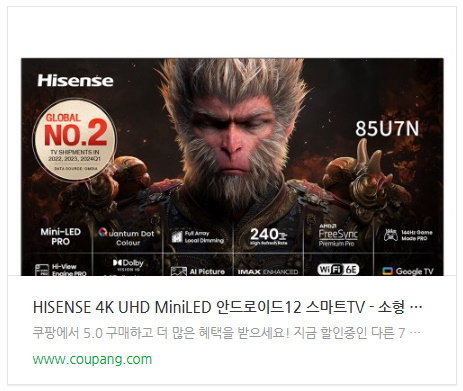 Hisense
GLOBAL
NO.2
TV SHIPMENTS IN
2022, 2023, 2024Q1
DATA SOURCE: OMDIA
85U7N
Mini-LED
PRO
Quantum Dot
Colour
Full Array
Local Dimming
240
High Refresh Rate
AMD
FreeSync
Premium Pro
144Hz Game
Mode PRO
Hi-View
Engine PRO
Dolby
VISION IQ
AI Picture
IMAX ENHANCED
Wi Fi 6E
Google TV
HISENSE 4K UHD MiniLED 안드로이드12 스마트TV - 소형 …
쿠팡에서 5.0 구매하고 더 많은 혜택을 받으세요! 지금 할인중인 다른 7 …
www.coupang.com